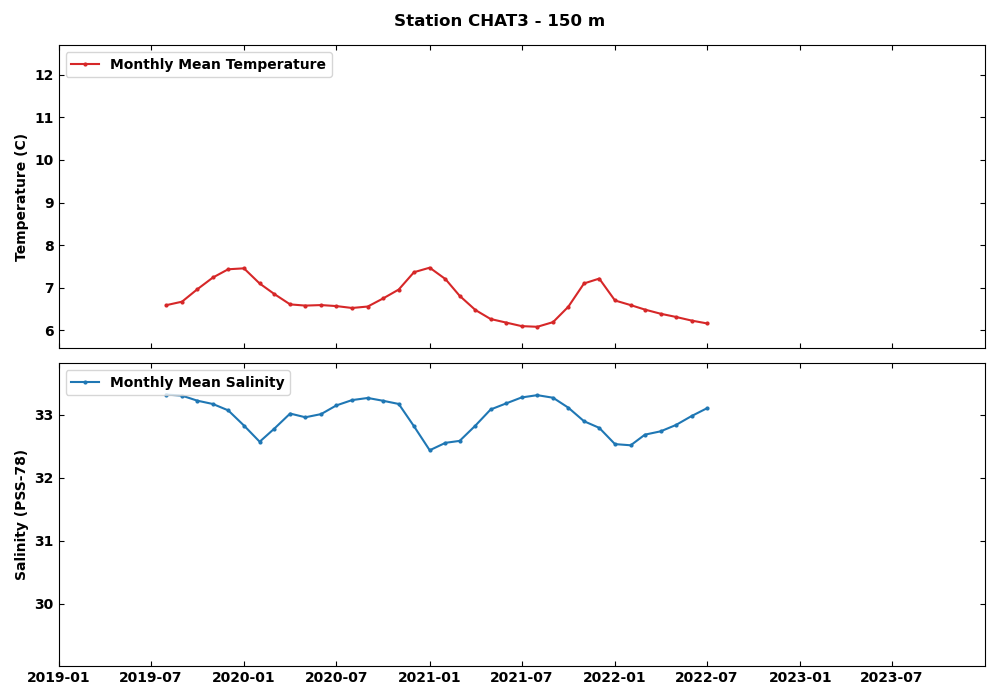 Station CHAT3 - 150 m
Monthly Mean Temperature
Temperature (C)
12
11
10
9
8
7
6
Monthly Mean Salinity
Salinity (PSS-78)
33
32
31
30
2019-01 2019-07 2020-01 2020-07 2021-01 2021-07 2022-01 2022-07 2023-01 2023-07